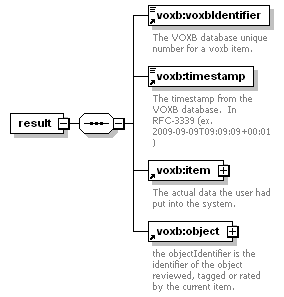 voxb:voxbIdentifier
The VOXB database unique
number for a voxb item.
voxb:timestamp
The timestamp from the
VOXB database. In
RFC-3339 (ex.
2009-09-09T09:09:09+00:01
)
result
voxb:item
The actual data the user had
put into the system.
voxb:object
the objectIdentifier is the
identifier of the object
reviewed, tagged or rated
by the current item.